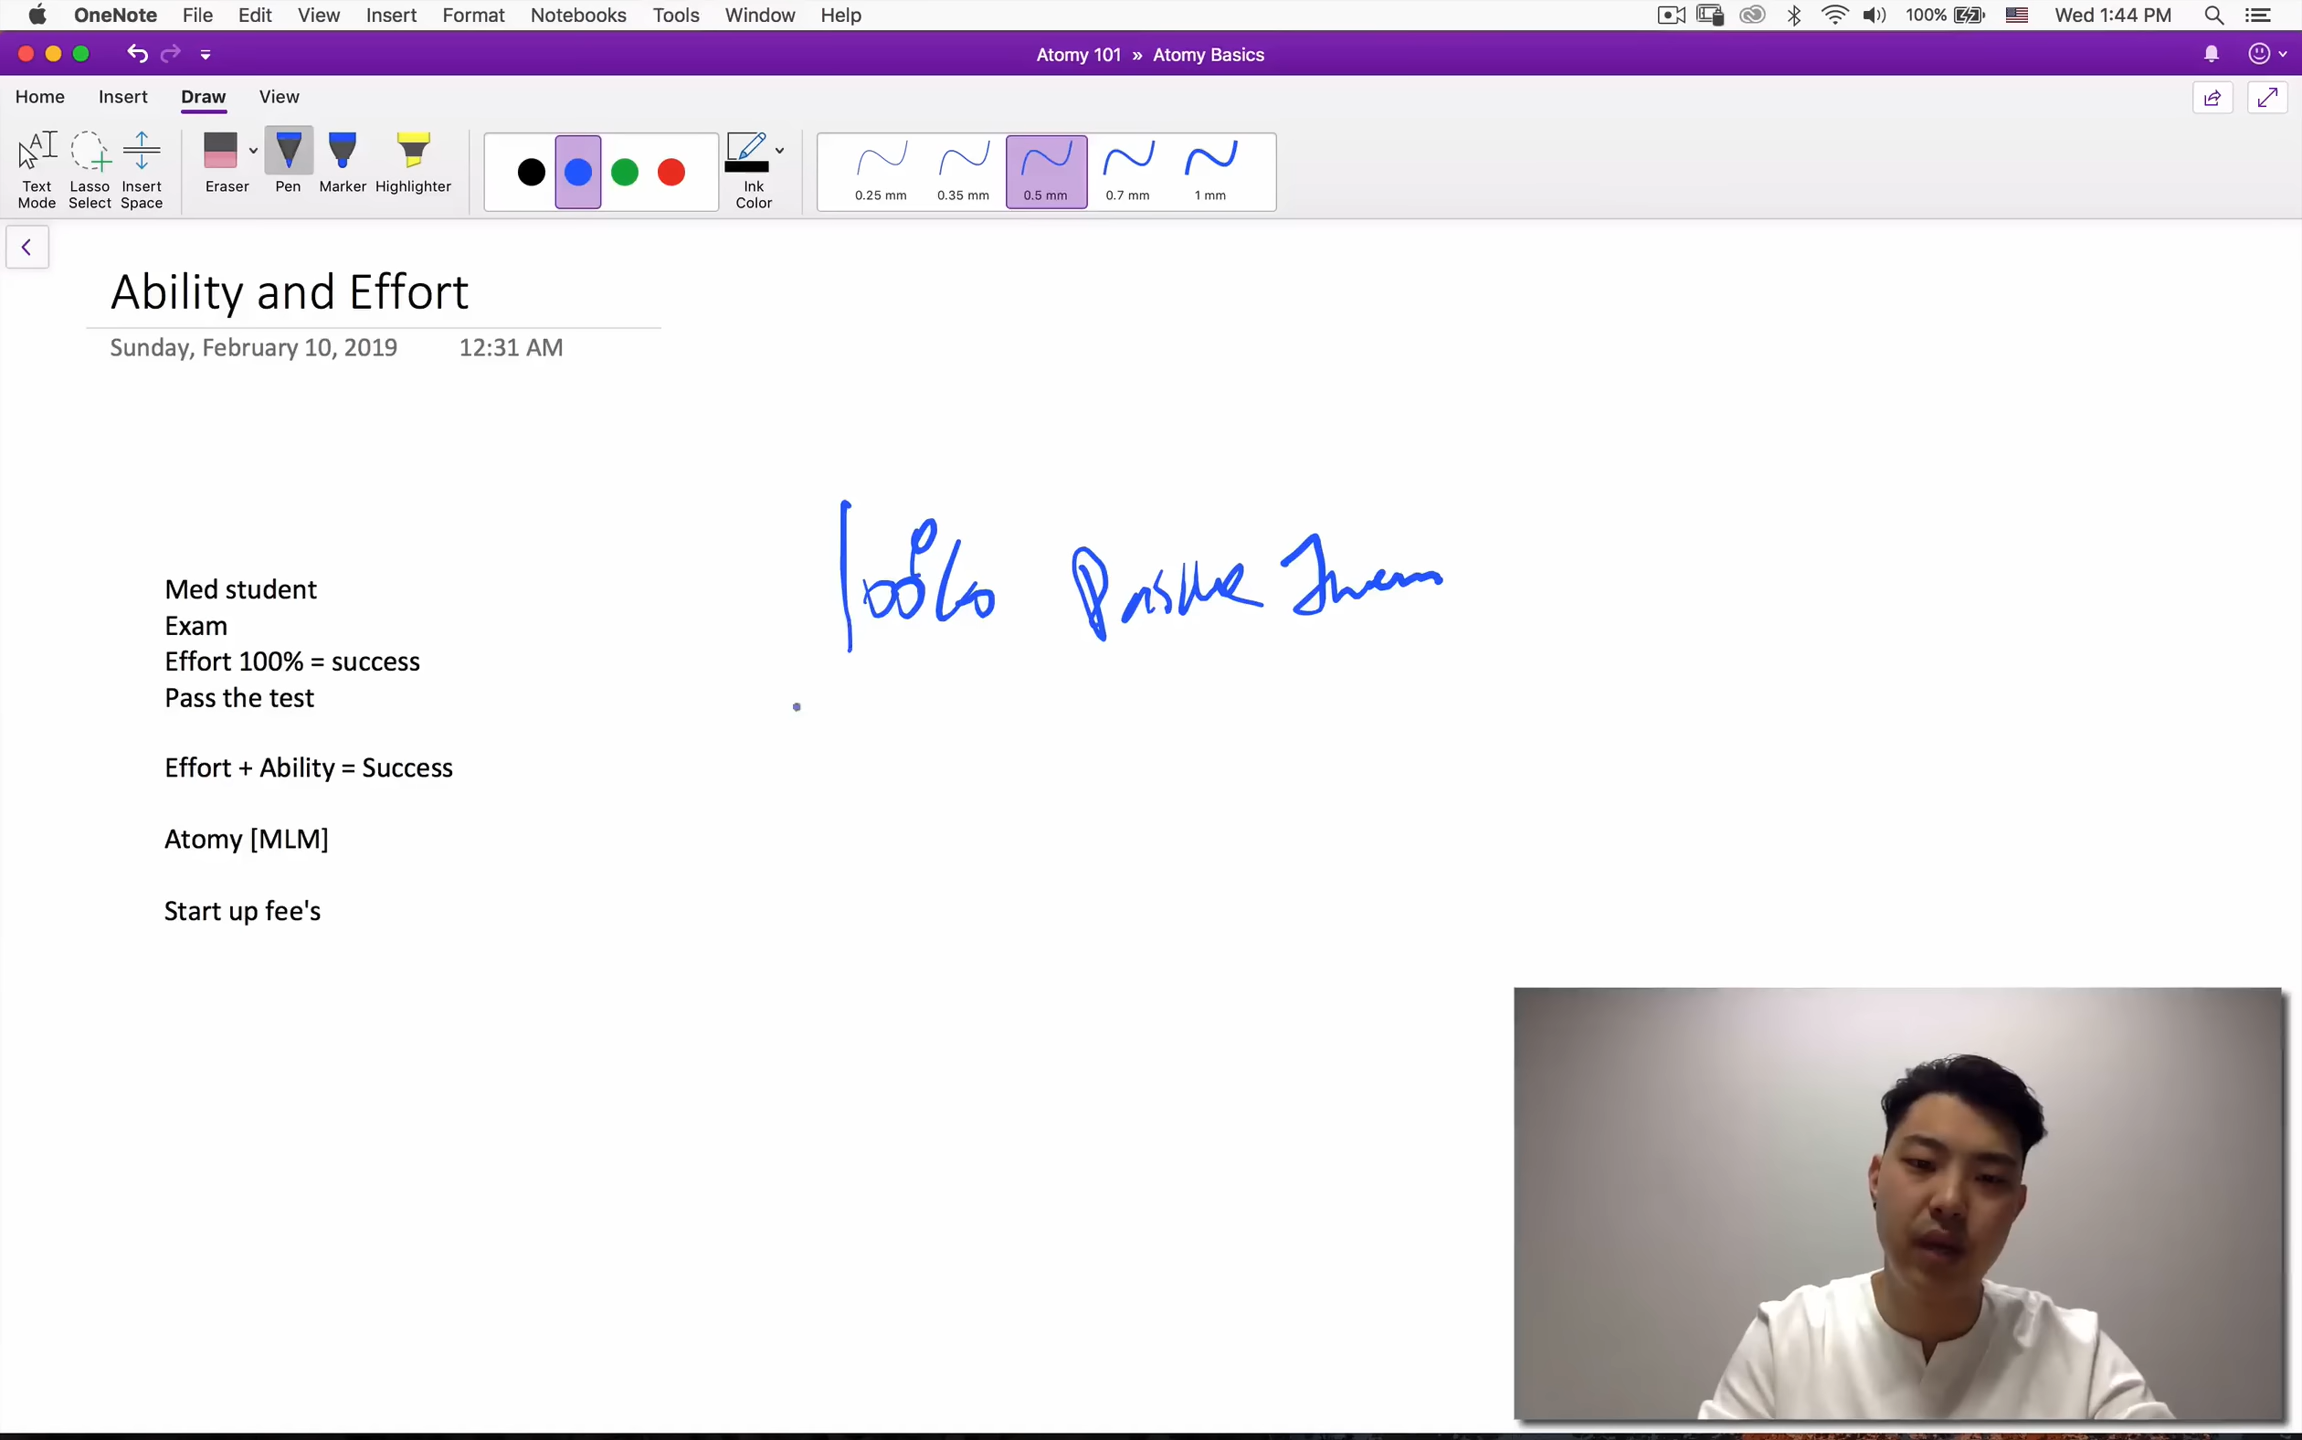 OneNote File Edit View Insert Format Notebooks Tools Window Help 100% Wed 1:44 PM
Atomy 101 » Atomy Basics
Home Insert Draw View
Text Mode Lasso Select Insert Space Eraser Pen Marker Highlighter Ink Color 0.25 mm 0.35 mm 0.5 mm 0.7 mm 1 mm
Ability and Effort
Sunday, February 10, 2019 12:31 AM
100%
Med student
Exam
Effort 100% = success
Pass the test
Effort + Ability = Success
Atomy [MLM]
Start up fee's